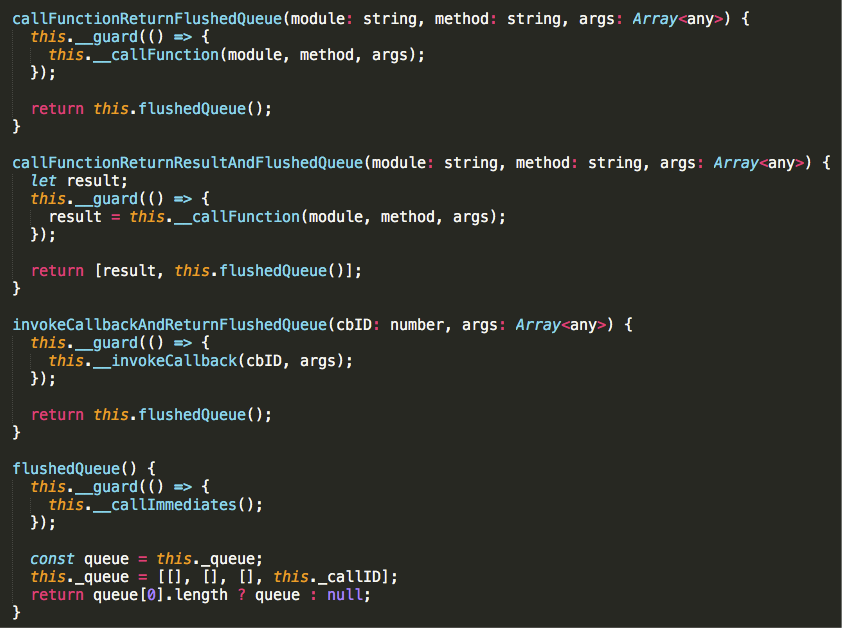 callFunctionReturnFlushedQueue(module: string, method: string, args: Array<any>) {
  this.__guard(() => {
    this.__callFunction(module, method, args);
  });

  return this.flushedQueue();
}

callFunctionReturnResultAndFlushedQueue(module: string, method: string, args: Array<any>) {
  let result;
  this.__guard(() => {
    result = this.__callFunction(module, method, args);
  });

  return [result, this.flushedQueue()];
}

invokeCallbackAndReturnFlushedQueue(cbID: number, args: Array<any>) {
  this.__guard(() => {
    this.__invokeCallback(cbID, args);
  });

  return this.flushedQueue();
}

flushedQueue() {
  this.__guard(() => {
    this.__callImmediates();
  });

  const queue = this._queue;
  this._queue = [[], [], [], this._callID];
  return queue[0].length ? queue : null;
}